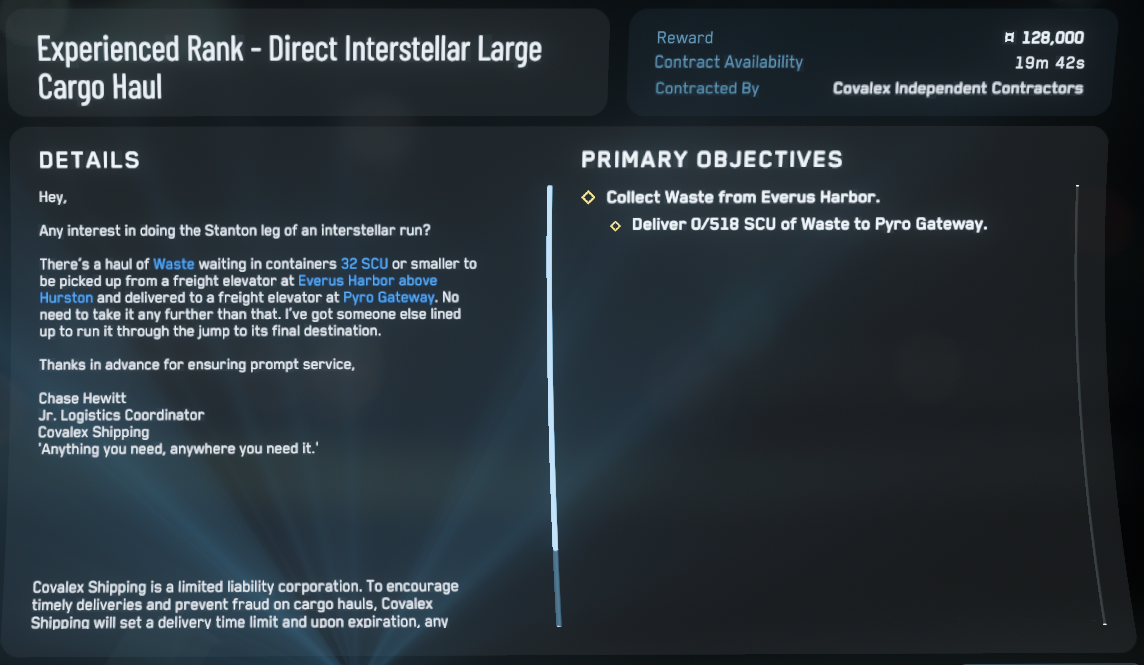 Experienced Rank - Direct Interstellar Large
Cargo Haul
Reward ¤ 128,000
Contract Availability 19m 42s
Contracted By Covalex Independent Contractors
DETAILS
Hey,
Any interest in doing the Stanton leg of an interstellar run?
There's a haul of Waste waiting in containers 32 SCU or smaller to
be picked up from a freight elevator at Everus Harbor above
Hurston and delivered to a freight elevator at Pyro Gateway. No
need to take it any further than that. I've got someone else lined
up to run it through the jump to its final destination.
Thanks in advance for ensuring prompt service,
Chase Hewitt
Jr. Logistics Coordinator
Covalex Shipping
'Anything you need, anywhere you need it.'
Covalex Shipping is a limited liability corporation. To encourage
timely deliveries and prevent fraud on cargo hauls, Covalex
Shipping will set a delivery time limit and upon expiration, any
PRIMARY OBJECTIVES
Collect Waste from Everus Harbor.
Deliver 0/518 SCU of Waste to Pyro Gateway.